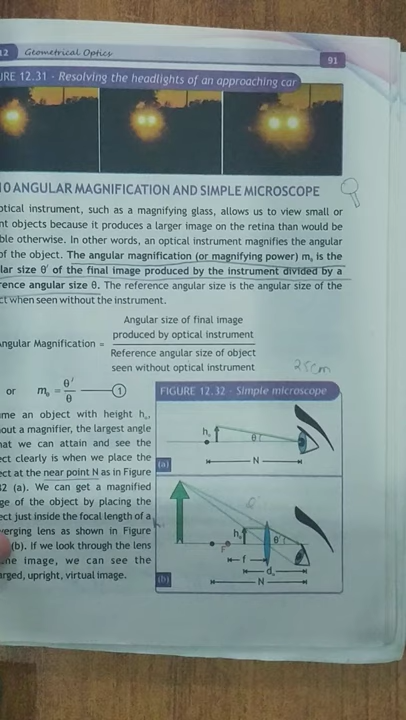 12 Geometrical Optics
91
URE 12.31 - Resolving the headlights of an approaching car
10 ANGULAR MAGNIFICATION AND SIMPLE MICROSCOPE
ptical instrument, such as a magnifying glass, allows us to view small or
nt objects because it produces a larger image on the retina than would be
ble otherwise. In other words, an optical instrument magnifies the angular
of the object. The angular magnification (or magnifying power) mₐ is the
lar size θ' of the final image produced by the instrument divided by a
rence angular size θ. The reference angular size is the angular size of the
ct when seen without the instrument.
Angular size of final image
produced by optical instrument
Angular Magnification =
Reference angular size of object
seen without optical instrument
25cm
or mₐ = θ'/θ 1
FIGURE 12.32 - Simple microscope
me an object with height hₒ,
out a magnifier, the largest angle
hat we can attain and see the
ect clearly is when we place the
ect at the near point N as in Figure
32 (a). We can get a magnified
ge of the object by placing the
ect just inside the focal length of a
verging lens as shown in Figure
(b). If we look through the lens
he image, we can see the
arged, upright, virtual image.
hₒ
θ
N
(a)
hₒ
θ'
F
f
dₒ
N
(b)